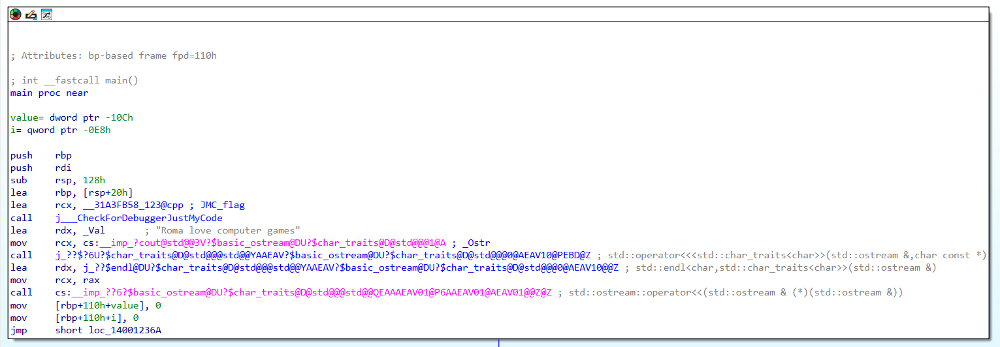 ; Attributes: bp-based frame fpd=110h
; int __fastcall main()
main proc near
value= dword ptr -10Ch
i= qword ptr -0E8h
push    rbp
push    rdi
sub     rsp, 128h
lea     rbp, [rsp+20h]
lea     rcx, __31A3FB58_123@cpp ; JMC_flag
call    j___CheckForDebuggerJustMyCode
lea     rdx, _Val       ; "Roma love computer games"
mov     rcx, cs:__imp_?cout@std@@3V?$basic_ostream@DU?$char_traits@D@std@@@1@A ; _Ostr
call    j_??$?6U?$char_traits@D@std@@@std@@YAAEAV?$basic_ostream@DU?$char_traits@D@std@@@0@AEAV10@PEBD@Z ; std::operator<<<std::char_traits<char>>(std::ostream &,char const *)
lea     rdx, j_??$endl@DU?$char_traits@D@std@@@std@@YAAEAV?$basic_ostream@DU?$char_traits@D@std@@@0@AEAV10@@Z ; std::endl<char,std::char_traits<char>>(std::ostream &)
mov     rcx, rax
call    cs:__imp_??6?$basic_ostream@DU?$char_traits@D@std@@@std@@QEAAAEAV01@P6AAEAV01@AEAV01@@Z@Z ; std::ostream::operator<<(std::ostream & (*)(std::ostream &))
mov     [rbp+110h+value], 0
mov     [rbp+110h+i], 0
jmp     short loc_14001236A